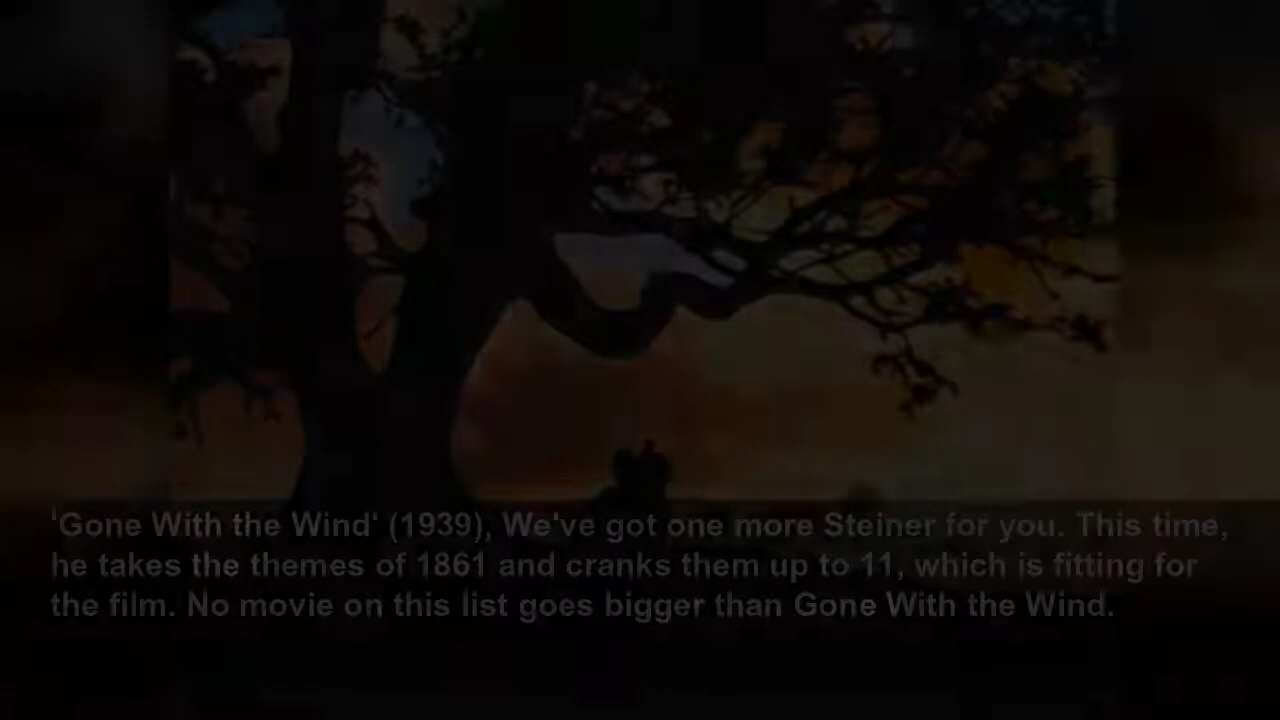 'Gone With the Wind' (1939), We've got one more Steiner for you. This time,
he takes the themes of 1861 and cranks them up to 11, which is fitting for
the film. No movie on this list goes bigger than Gone With the Wind.